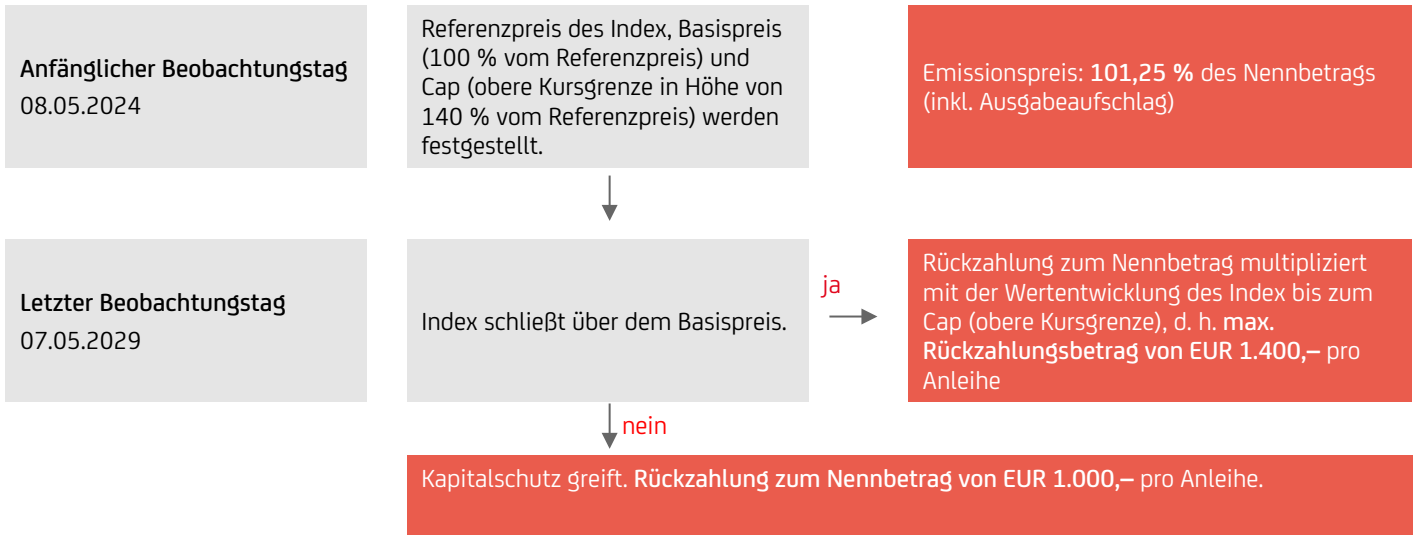 Anfänglicher Beobachtungstag
08.05.2024
Referenzpreis des Index, Basispreis
(100 % vom Referenzpreis) und
Cap (obere Kursgrenze in Höhe von
140 % vom Referenzpreis) werden
festgestellt.
Emissionspreis: 101,25 % des Nennbetrags
(inkl. Ausgabeaufschlag)
Letzter Beobachtungstag
07.05.2029
Index schließt über dem Basispreis.
ja
Rückzahlung zum Nennbetrag multipliziert
mit der Wertentwicklung des Index bis zum
Cap (obere Kursgrenze), d. h. max.
Rückzahlungsbetrag von EUR 1.400,– pro
Anleihe
nein
Kapitalschutz greift. Rückzahlung zum Nennbetrag von EUR 1.000,– pro Anleihe.